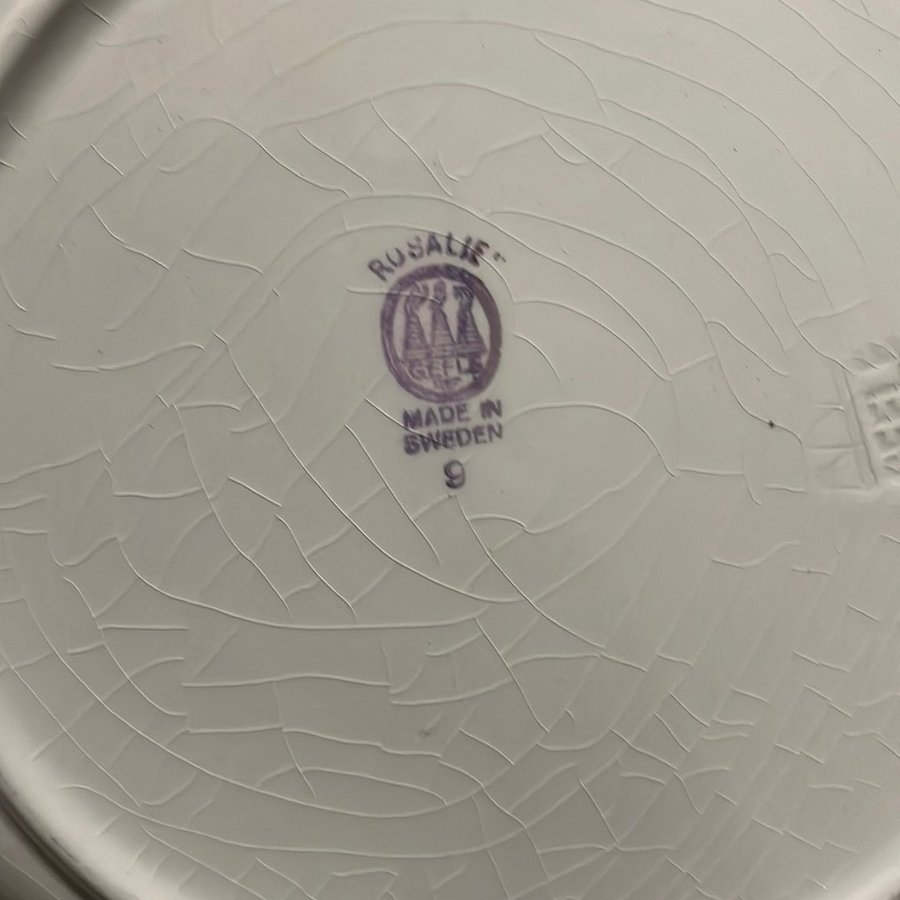 ROSALIE"
GEFLE
MADE IN
SWEDEN
9